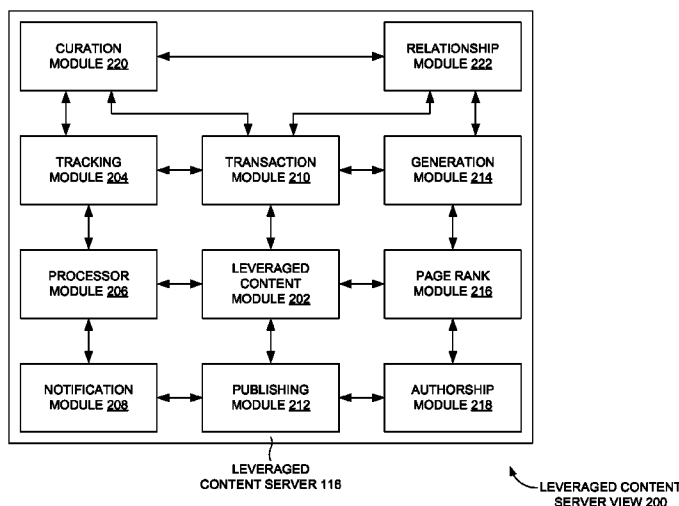 CURATION
MODULE 220
RELATIONSHIP
MODULE 222
TRACKING
MODULE 204
TRANSACTION
MODULE 210
GENERATION
MODULE 214
PROCESSOR
MODULE 206
LEVERAGED
CONTENT
MODULE 202
PAGE RANK
MODULE 216
NOTIFICATION
MODULE 208
PUBLISHING
MODULE 212
AUTHORSHIP
MODULE 218
LEVERAGED
CONTENT SERVER 116
LEVERAGED CONTENT
SERVER VIEW 200